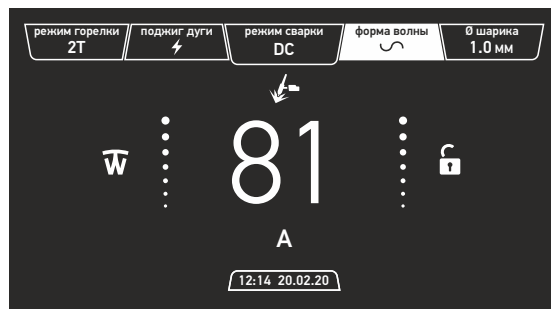 режим горелки
2T
поджиг дуги
режим сварки
DC
форма волны
Ø шарика
1.0 мм
81
A
12:14 20.02.20